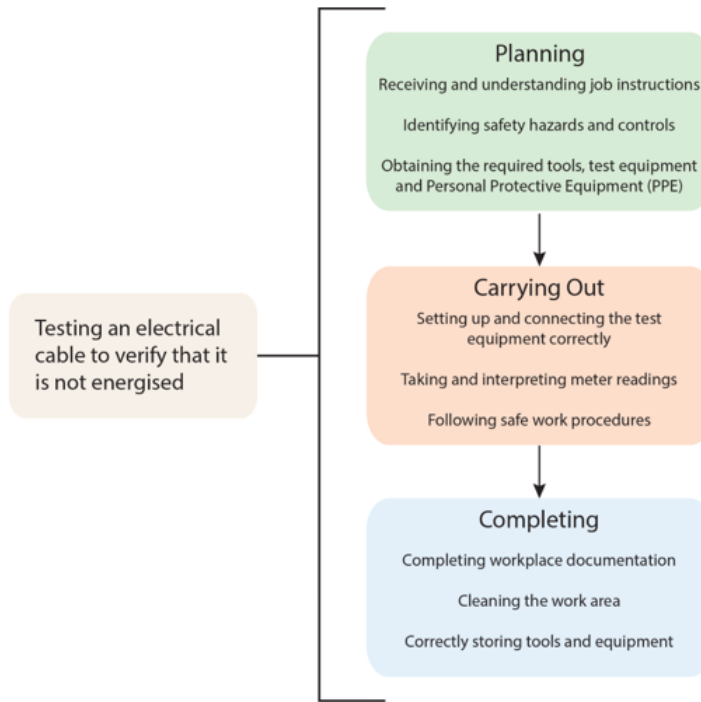 Planning
Receiving and understanding job instructions
Identifying safety hazards and controls
Obtaining the required tools, test equipment
and Personal Protective Equipment (PPE)
Testing an electrical
cable to verify that it
is not energised
Carrying Out
Setting up and connecting the test
equipment correctly
Taking and interpreting meter readings
Following safe work procedures
Completing
Completing workplace documentation
Cleaning the work area
Correctly storing tools and equipment